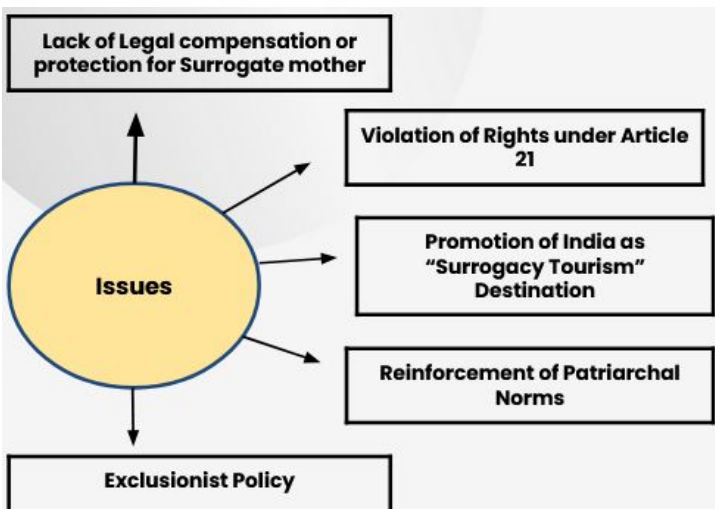 Lack of Legal compensation or
protection for Surrogate mother
Violation of Rights under Article
21
Issues
Promotion of India as
“Surrogacy Tourism”
Destination
Reinforcement of Patriarchal
Norms
Exclusionist Policy